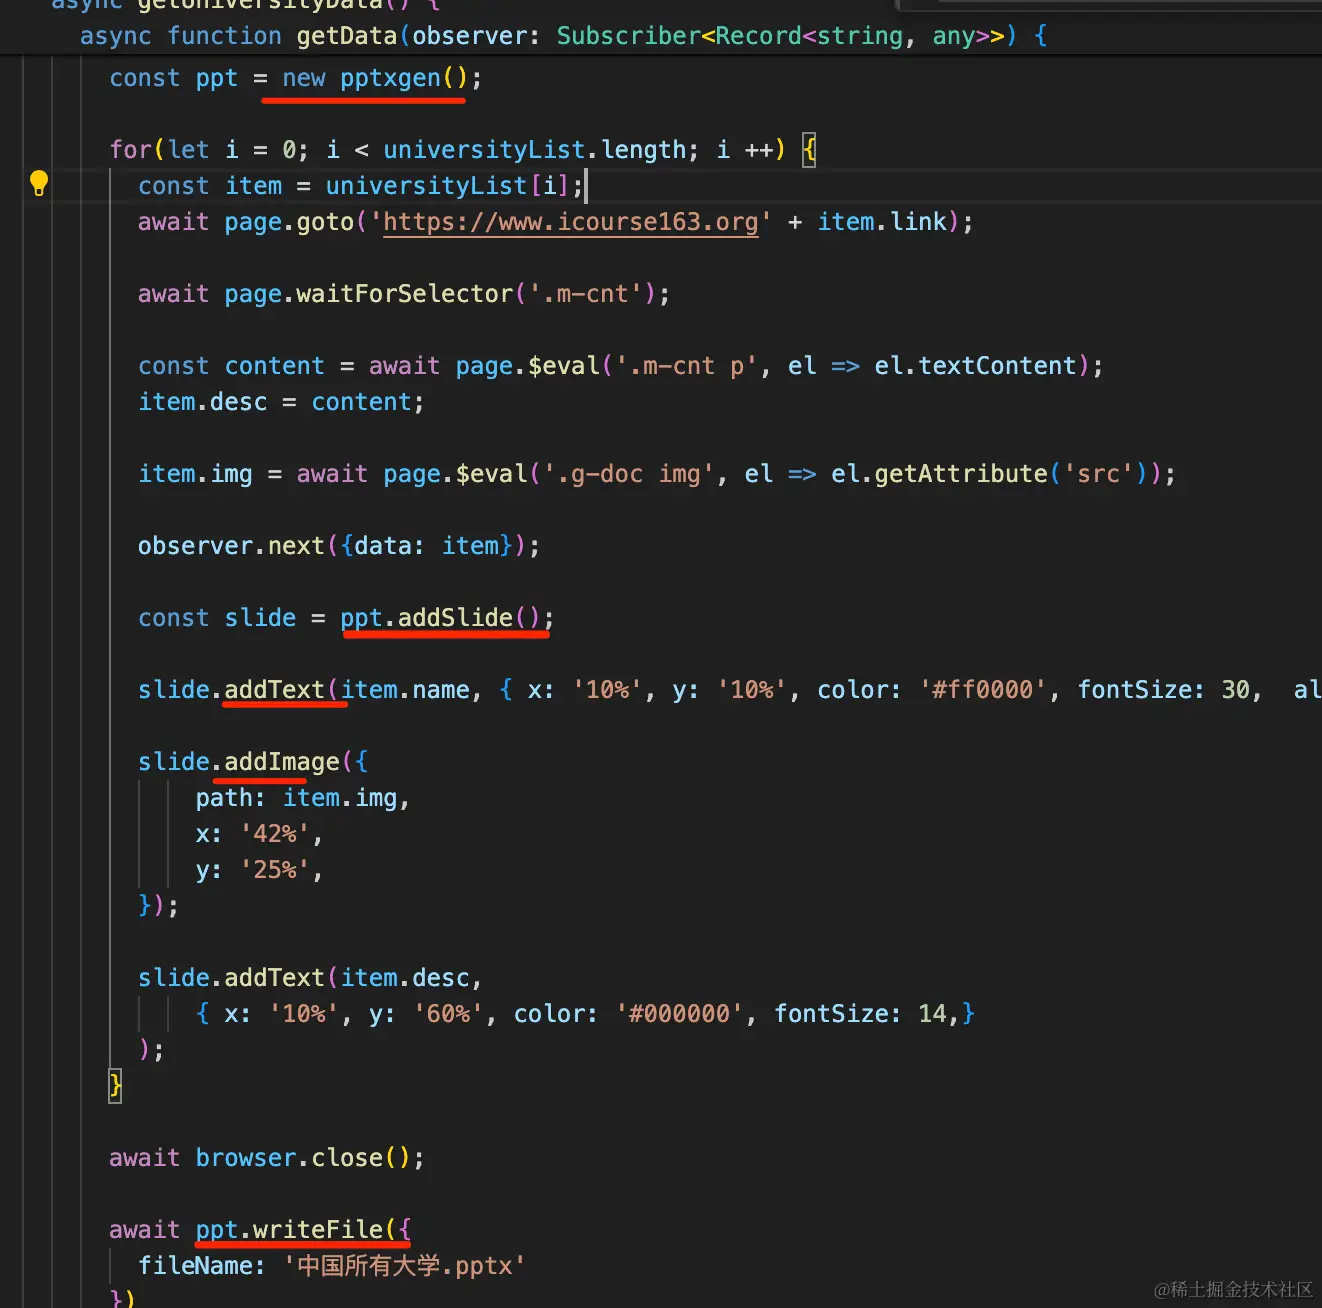 async getUniversityData() {
async function getData(observer: Subscriber<Record<string, any>>) {
const ppt = new pptxgen();
for(let i = 0; i < universityList.length; i ++) {
const item = universityList[i];
await page.goto('https://www.icourse163.org' + item.link);
await page.waitForSelector('.m-cnt');
const content = await page.$eval('.m-cnt p', el => el.textContent);
item.desc = content;
item.img = await page.$eval('.g-doc img', el => el.getAttribute('src'));
observer.next({data: item});
const slide = ppt.addSlide();
slide.addText(item.name, { x: '10%', y: '10%', color: '#ff0000', fontSize: 30, al
slide.addImage({
path: item.img,
x: '42%',
y: '25%',
});
slide.addText(item.desc,
{ x: '10%', y: '60%', color: '#000000', fontSize: 14,}
);
}
await browser.close();
await ppt.writeFile({
fileName: '中国所有大学.pptx'
})
@稀土掘金技术社区